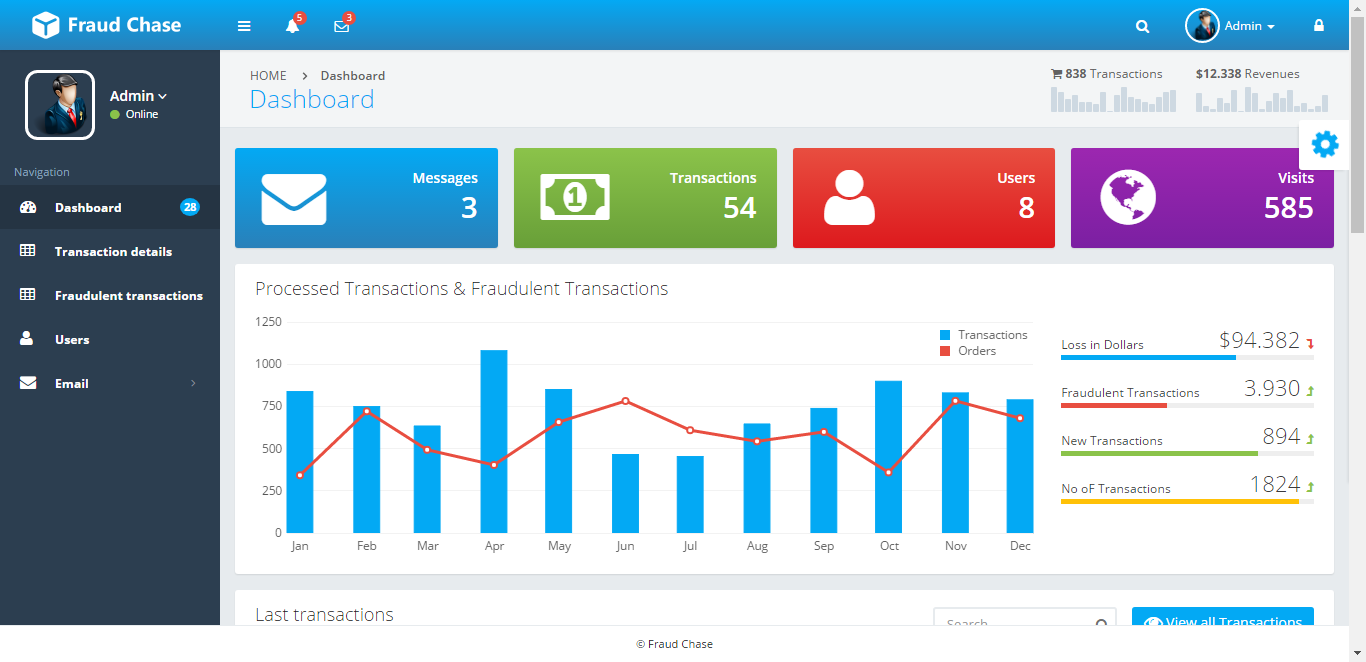 Fraud Chase
5
3
Admin
Admin
Online
Navigation
Dashboard 28
Transaction details
Fraudulent transactions
Users
Email
HOME > Dashboard
Dashboard
838 Transactions
$12.338 Revenues
Messages
3
Transactions
54
1
Users
8
Visits
585
Processed Transactions & Fraudulent Transactions
1250
1000
750
500
250
0
Jan Feb Mar Apr May Jun Jul Aug Sep Oct Nov Dec
Transactions
Orders
Loss in Dollars $94.382
Fraudulent Transactions 3.930
New Transactions 894
No oF Transactions 1824
Last transactions
Search
View all Transactions
© Fraud Chase